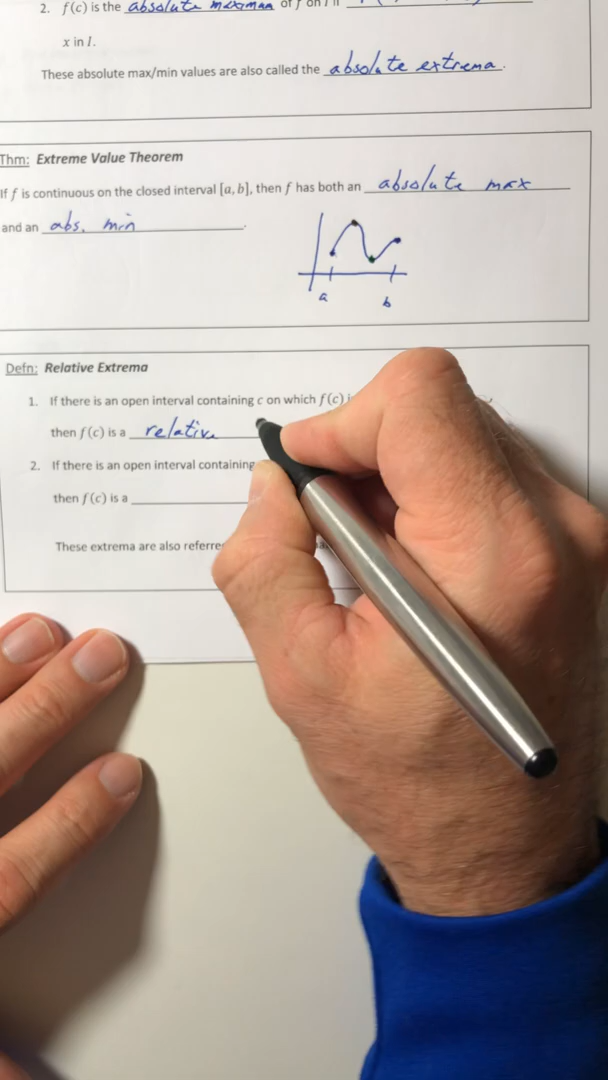 2. f(c) is the absolute maximum of f on I if
x in I.
These absolute max/min values are also called the absolute extrema.
Thm: Extreme Value Theorem
If f is continuous on the closed interval [a, b], then f has both an absolute max
and an abs. min.
a
b
Defn: Relative Extrema
1. If there is an open interval containing c on which f(c) i
then f(c) is a relative
2. If there is an open interval containing
then f(c) is a
These extrema are also referre